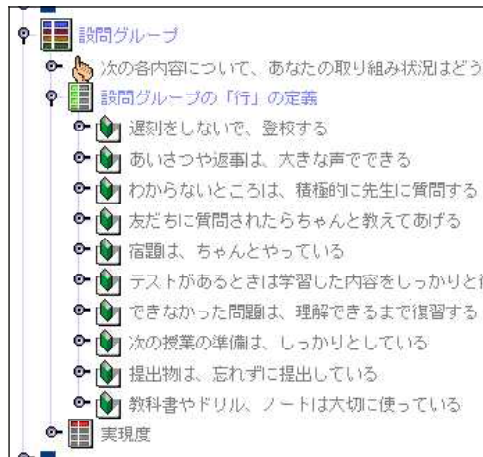 設問グループ
次の各内容について、あなたの取り組み状況はどう
設問グループの「行」の定義
遅刻をしないで、登校する
あいさつや返事は、大きな声でできる
わからないところは、積極的に先生に質問する
友だちに質問されたらちゃんと教えてあげる
宿題は、ちゃんとやっている
テストがあるときは学習した内容をしっかりと
できなかった問題は、理解できるまで復習する
次の授業の準備は、しっかりとしている
提出物は、忘れずに提出している
教科書やドリル、ノートは大切に使っている
実現度